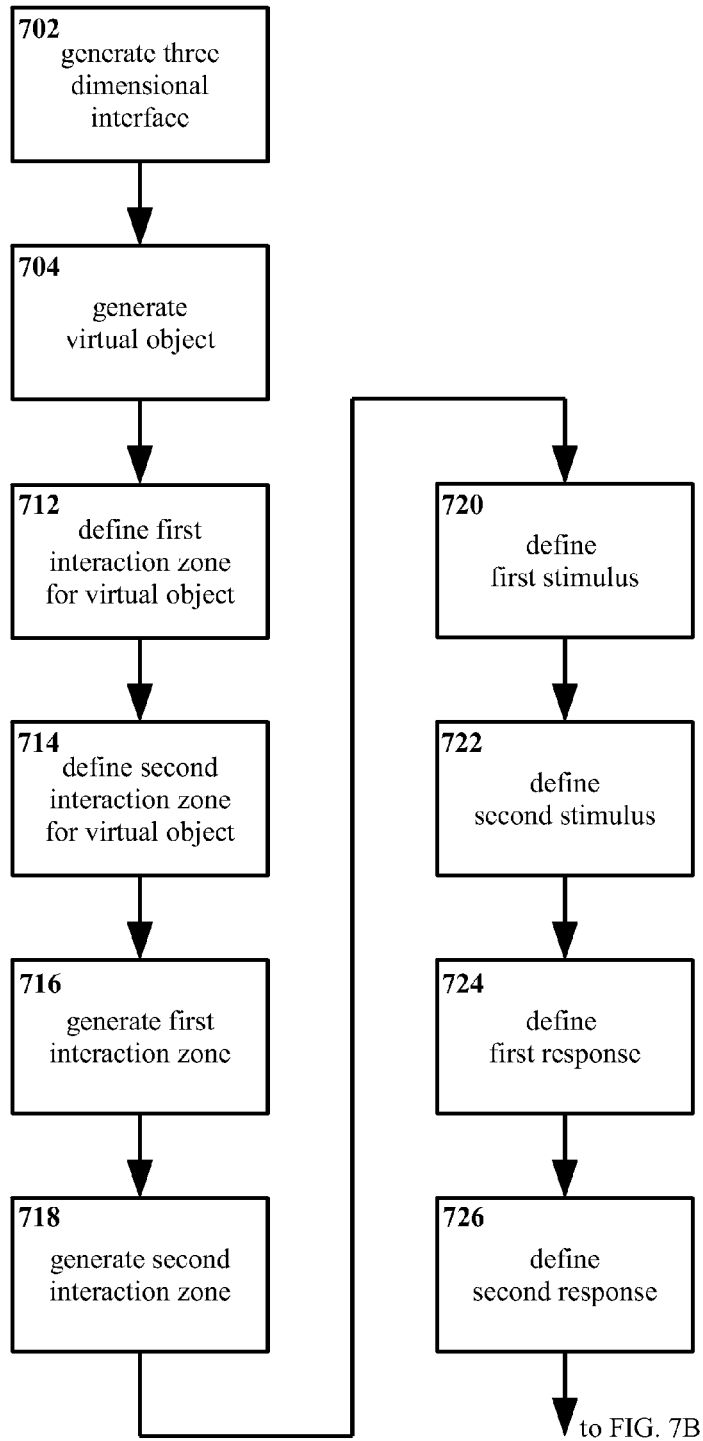 702
generate three
dimensional
interface
704
generate
virtual object
712
define first
interaction zone
for virtual object
714
define second
interaction zone
for virtual object
716
generate first
interaction zone
718
generate second
interaction zone
720
define
first stimulus
722
define
second stimulus
724
define
first response
726
define
second response
to FIG. 7B